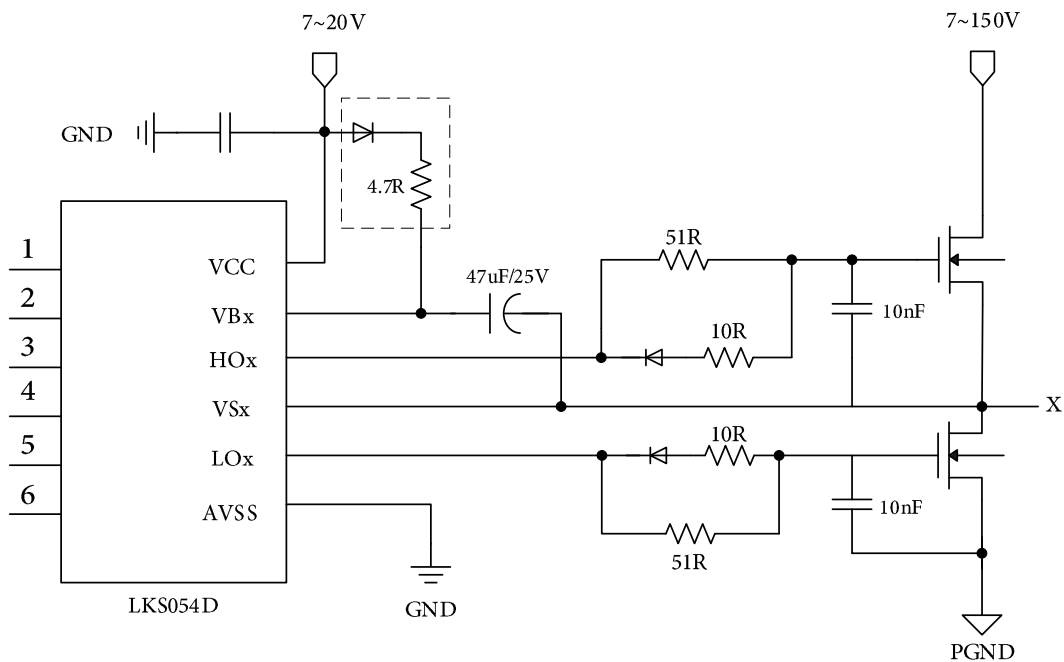 7~20V
7~150V
GND
4.7R
1
2
3
4
5
6
VCC
VBx
HOx
VSx
LOx
AVSS
47uF/25V
51R
10R
10nF
X
10R
51R
10nF
LKS054D
GND
PGND